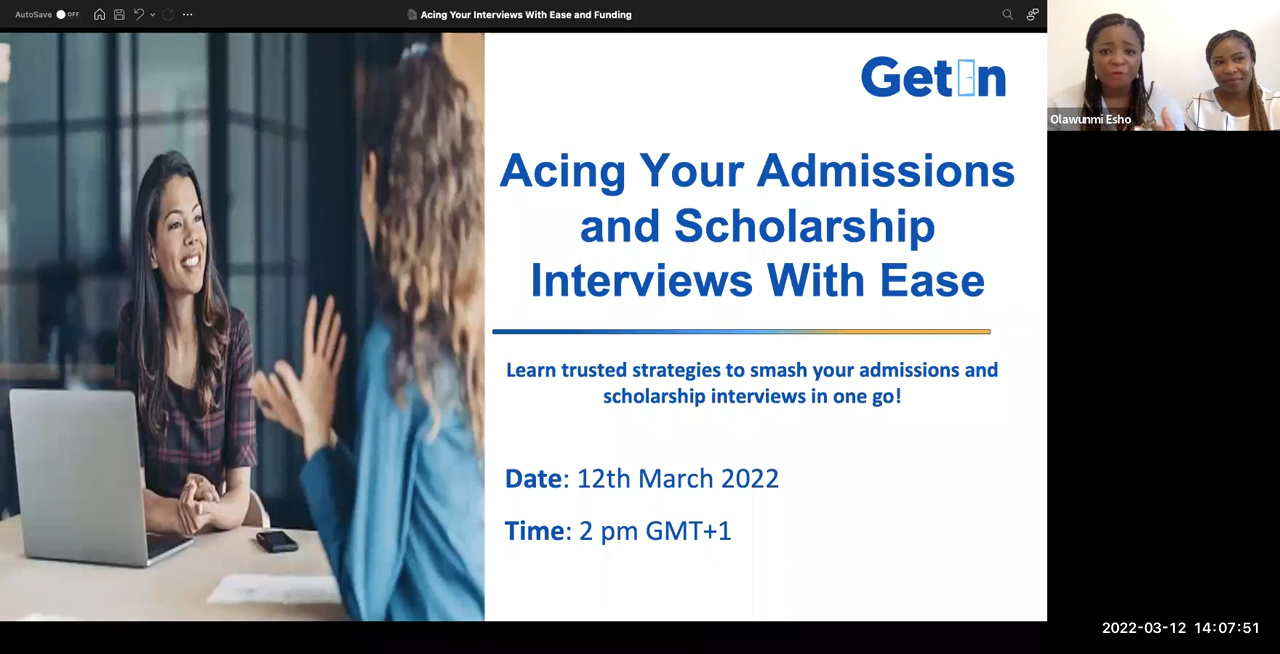 AutoSave OFF
Acing Your Interviews With Ease and Funding
GetIn
Acing Your Admissions
and Scholarship
Interviews With Ease
Learn trusted strategies to smash your admissions and
scholarship interviews in one go!
Date: 12th March 2022
Time: 2 pm GMT+1
Olawunmi Esho
2022-03-12 14:07:51